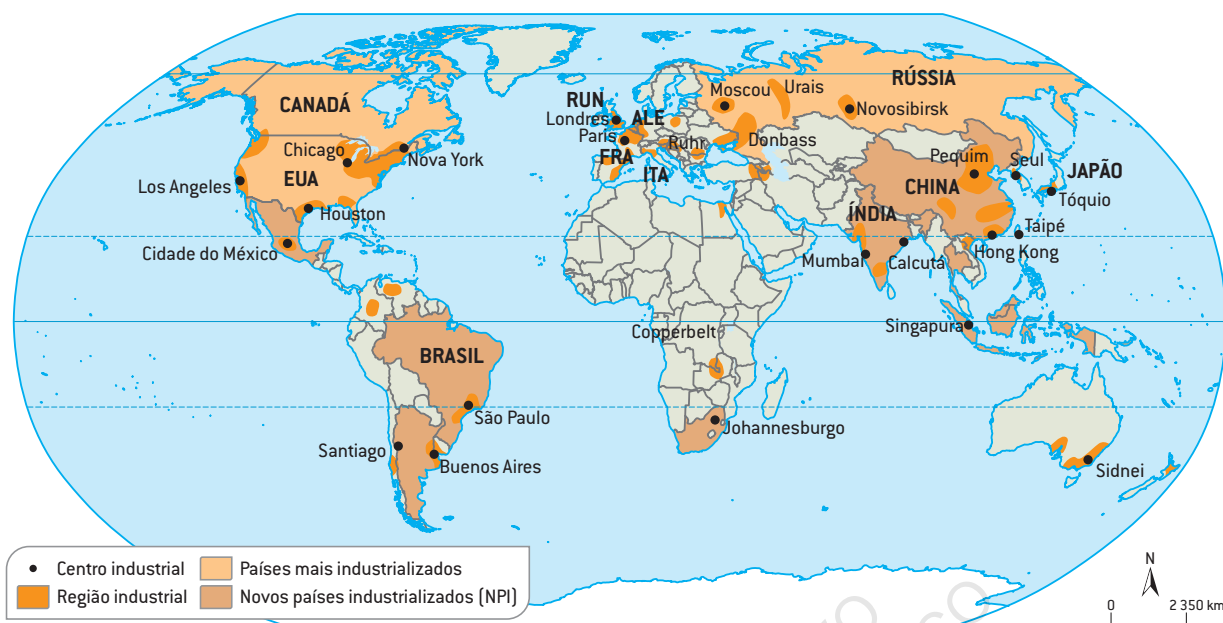 CANADÁ
Chicago
Nova York
EUA
Los Angeles
Houston
Cidade do México
BRASIL
São Paulo
Santiago
Buenos Aires
RUN
Londres
ALE
Paris
FRA
Ruhr
ITA
Moscou
Urais
RÚSSIA
Novosibirsk
Donbass
Pequim
Seul
JAPÃO
CHINA
Tóquio
ÍNDIA
Taipé
Mumbai
Calcutá
Hong Kong
Singapura
Copperbelt
Johannesburgo
Sidnei
Centro industrial
Países mais industrializados
Região industrial
Novos países industrializados (NPI)
N
0 2 350 km